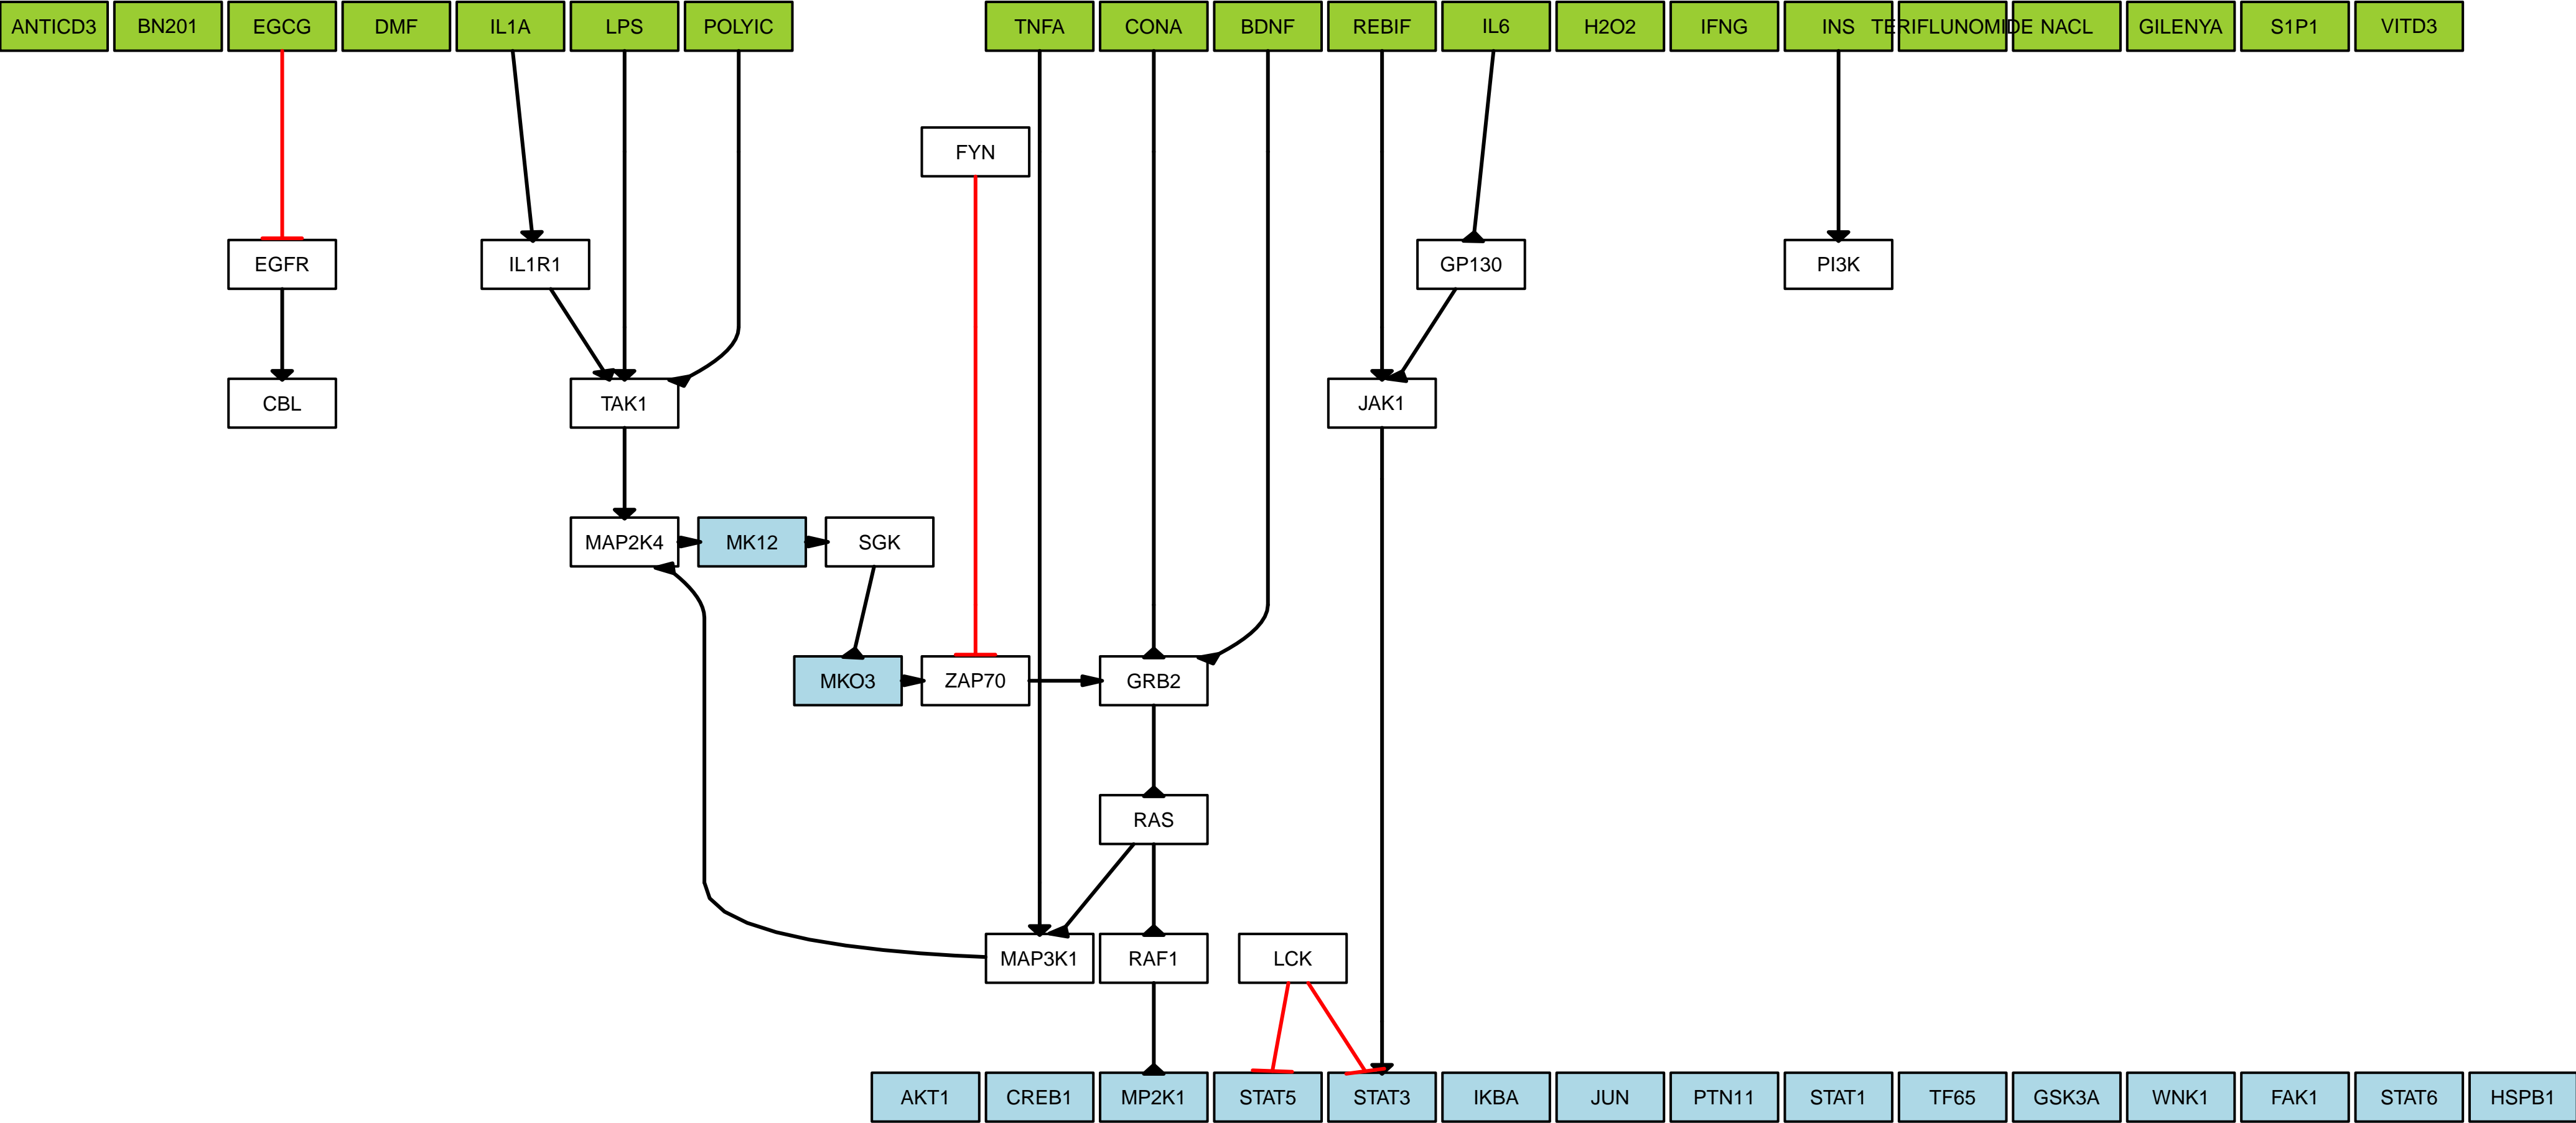 ANTICD3
BN201
EGCG
DMF
IL1A
LPS
POLYIC
TNFA
CONA
BDNF
REBIF
IL6
H2O2
IFNG
INS
TERIFLUNOMIDE
NACL
GILENYA
S1P1
VITD3
FYN
EGFR
IL1R1
GP130
PI3K
CBL
TAK1
JAK1
MAP2K4
MK12
SGK
MKO3
ZAP70
GRB2
RAS
MAP3K1
RAF1
LCK
AKT1
CREB1
MP2K1
STAT5
STAT3
IKBA
JUN
PTN11
STAT1
TF65
GSK3A
WNK1
FAK1
STAT6
HSPB1